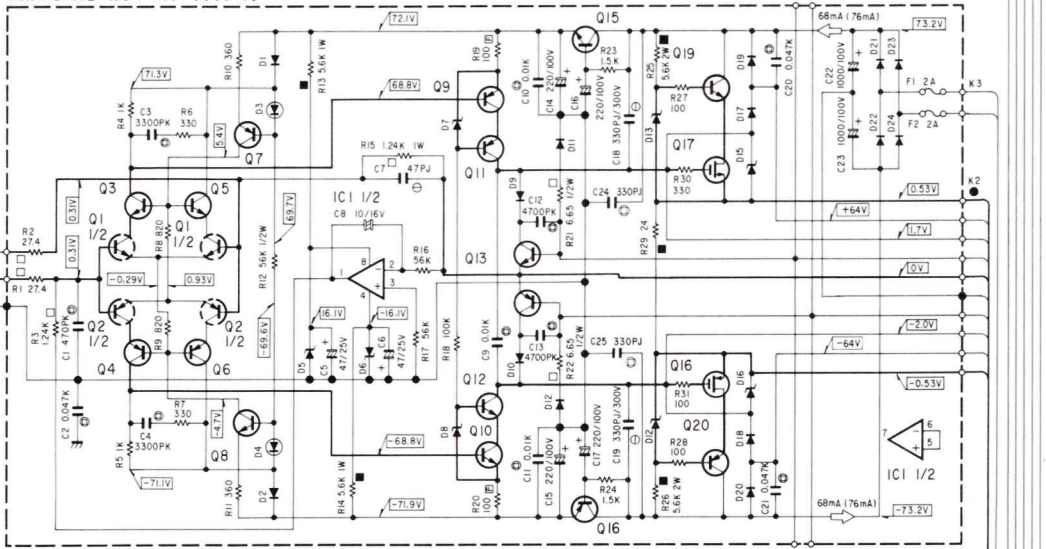 72.1V
Q15
68mA (76mA)
73.2V
R10 360
D1
R13 5.6K 1W
R19 100
C10 0.01K
C14 220/100V
C16 220/100V
R23 1.5K
R25 5.6K 2W
Q19
D19
C20 0.047K
C22 1000/100V
D21
D23
F1 2A
K3
71.3V
R4 1K
C3 3300PK
R6 330
D3
68.8V
Q9
D7
R27 100
D17
F2 2A
C23 1000/100V
D22
D24
54V
Q7
R15 1.24K 1W
C7 47PJ
Q11
D11
C18 330PJ/300V
D13
Q17
D15
R30 330
Q3
Q5
IC1 1/2
C8 10/16V
D9
C12 4700PK
R21 6.65 1/2W
C24 330PJ
R29 24
0.53V
K2
+64V
1.7V
Q1 1/2
Q1 1/2
R8 820
69.7V
R12 56K 1/2W
R2 27.4
0.31V
0.31V
R16 56K
Q13
0V
R1 27.4
-0.29V
0.93V
1
8
2
3
4
16.1V
-16.1V
R3 1.24K
C1 470PK
Q2 1/2
Q2 1/2
R9 820
-69.6V
D5
C5 47/25V
D6
C6 47/25V
R17 56K
R18 100K
C9 0.01K
C13 4700PK
D10
R22 6.65 1/2W
C25 330PJ
-2.0V
-64V
-0.53V
Q4
Q6
Q12
Q16
R31 100
D16
C2 0.047K
R7 330
C4 3300PK
-4.7V
Q8
D4
D8
Q10
D12
D12
Q20
R28 100
D18
7
6
5
IC1 1/2
R5 1K
-71.1V
-68.8V
C11 0.01K
C15 220/100V
C17 220/100V
C19 330PJ/300V
R24 1.5K
R26 5.6K 2W
D20
C21 0.047K
R11 360
D2
R14 5.6K 1W
-71.9V
R20 100
Q16
68mA (76mA)
-73.2V